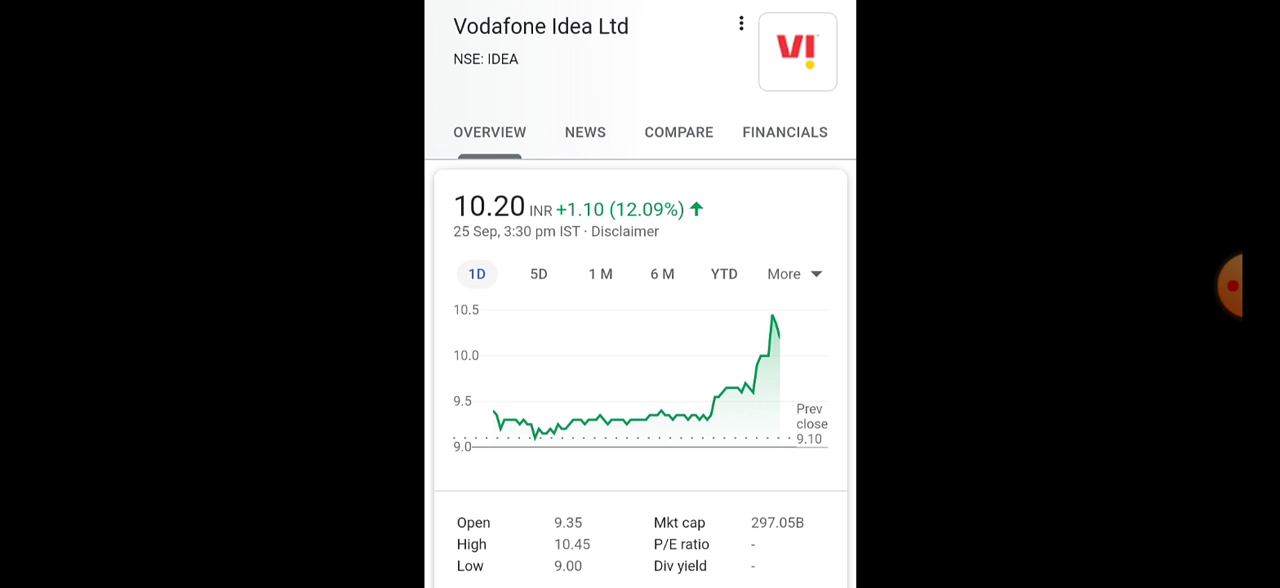 Vodafone Idea Ltd
NSE: IDEA
VI
OVERVIEW NEWS COMPARE FINANCIALS
10.20 INR +1.10 (12.09%) ↑
25 Sep, 3:30 pm IST · Disclaimer
1D 5D 1 M 6 M YTD More
10.5
10.0
9.5
9.0
Prev
close
9.10
Open 9.35 Mkt cap 297.05B
High 10.45 P/E ratio -
Low 9.00 Div yield -